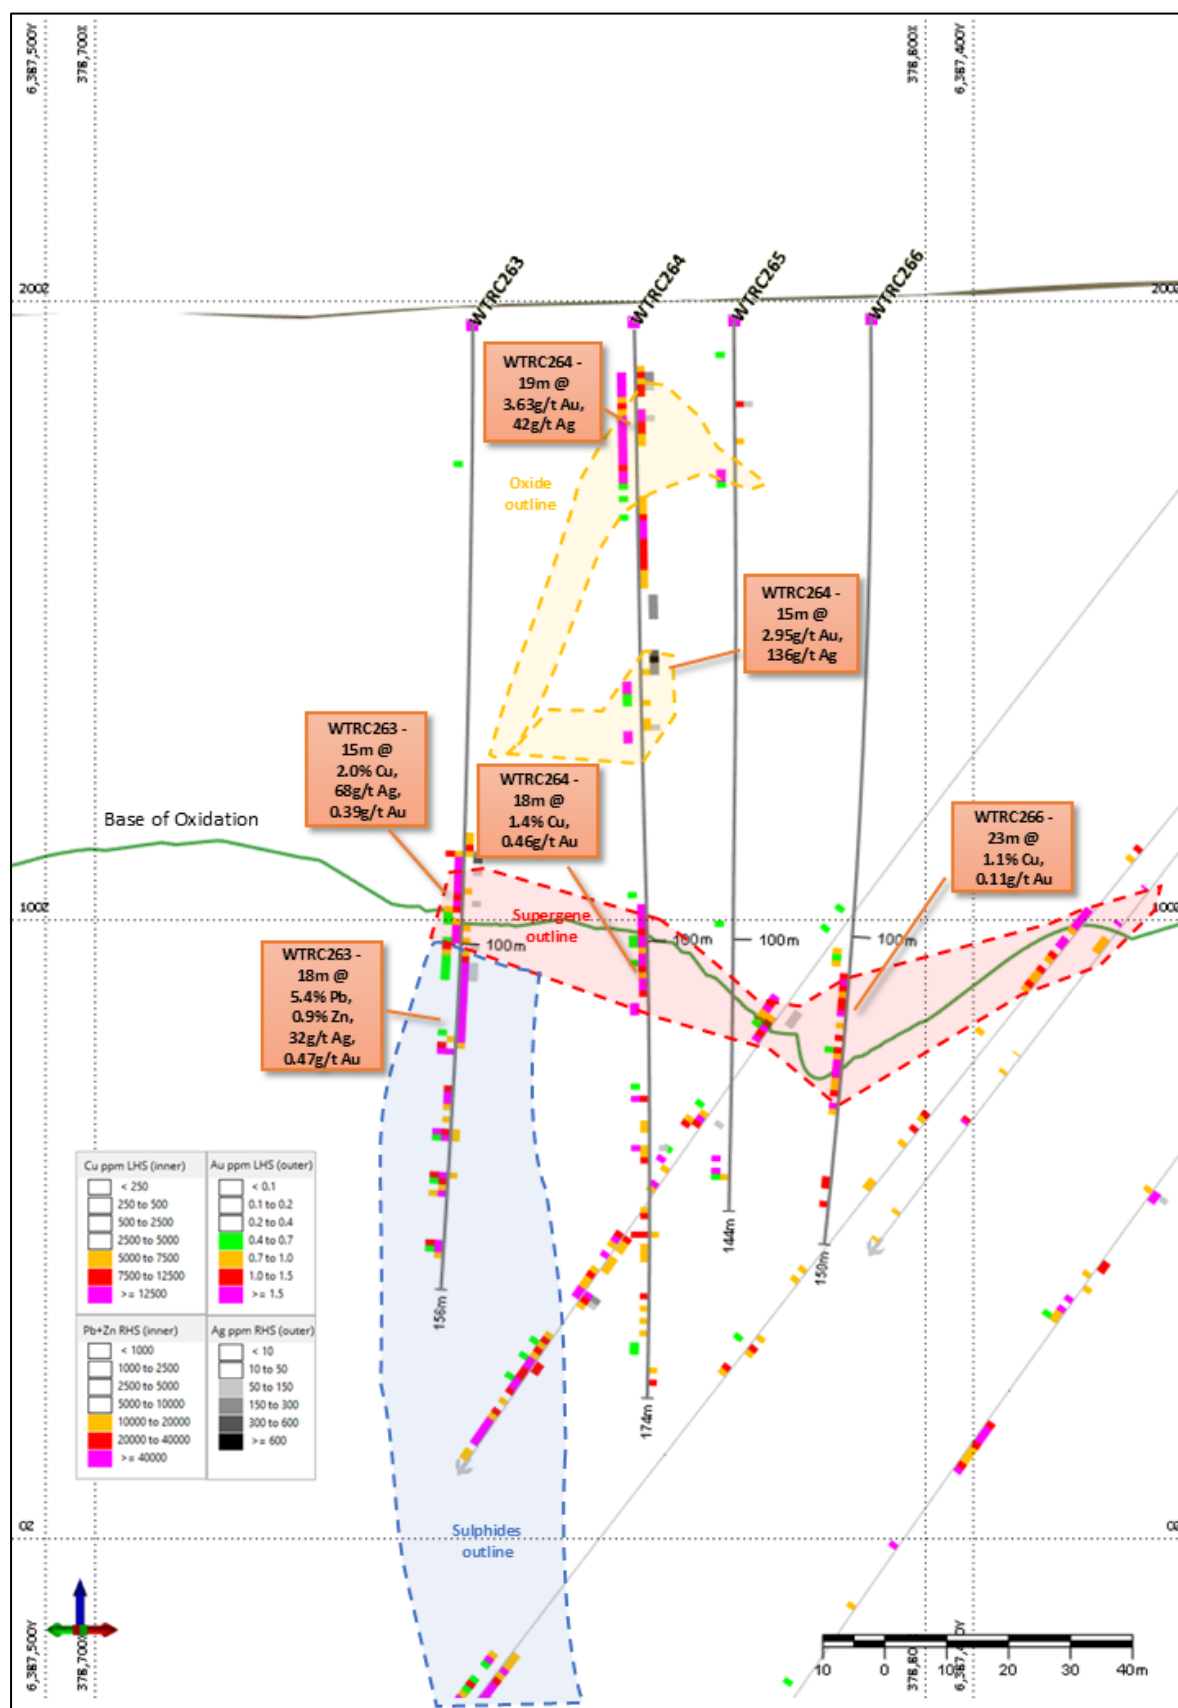 6,387,500Y
378,700X
378,800X
6,387,400Y
200Z
200Z
WTRC263
WTRC264
WTRC265
WTRC266
WTRC264 -
19m @
3.63g/t Au,
42g/t Ag
Oxide
outline
WTRC264 -
15m @
2.95g/t Au,
136g/t Ag
WTRC263 -
15m @
2.0% Cu,
68g/t Ag,
0.39g/t Au
WTRC264 -
18m @
1.4% Cu,
0.46g/t Au
WTRC266 -
23m @
1.1% Cu,
0.11g/t Au
Base of Oxidation
100Z
100Z
Supergene
outline
100m
100m
100m
100m
WTRC263 -
18m @
5.4% Pb,
0.9% Zn,
32g/t Ag,
0.47g/t Au
Cu ppm LHS (inner)
< 250
250 to 500
500 to 2500
2500 to 5000
5000 to 7500
7500 to 12500
>= 12500
Au ppm LHS (outer)
< 0.1
0.1 to 0.2
0.2 to 0.4
0.4 to 0.7
0.7 to 1.0
1.0 to 1.5
>= 1.5
Pb+Zn RHS (inner)
< 1000
1000 to 2500
2500 to 5000
5000 to 10000
10000 to 20000
20000 to 40000
>= 40000
Ag ppm RHS (outer)
< 10
10 to 50
50 to 150
150 to 300
300 to 600
>= 600
156m
174m
144m
150m
0Z
0Z
Sulphides
outline
6,387,500Y
378,700X
10 0 10 20 30 40m